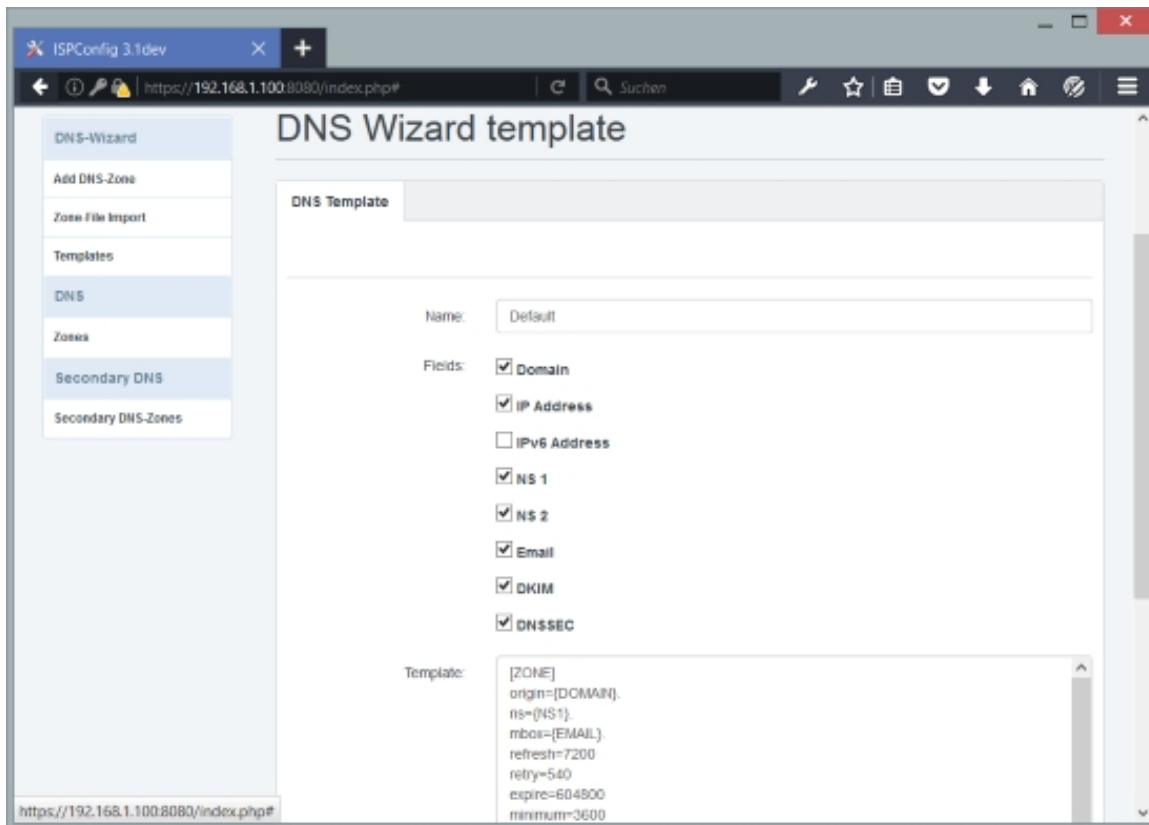 ISPConfig 3.1dev
https://192.168.1.100:8080/index.php#
Suchen
DNS-Wizard
Add DNS-Zone
Zone-File Import
Templates
DNS
Zones
Secondary DNS
Secondary DNS-Zones
DNS Wizard template
DNS Template
Name: Default
Fields: Domain
IP Address
IPv6 Address
NS 1
NS 2
Email
DKIM
DNSSEC
Template: [ZONE]
origin={DOMAIN}.
ns={NS1}.
mbox={EMAIL}.
refresh=7200
retry=540
expire=604800
minimum=3600
https://192.168.1.100:8080/index.php#